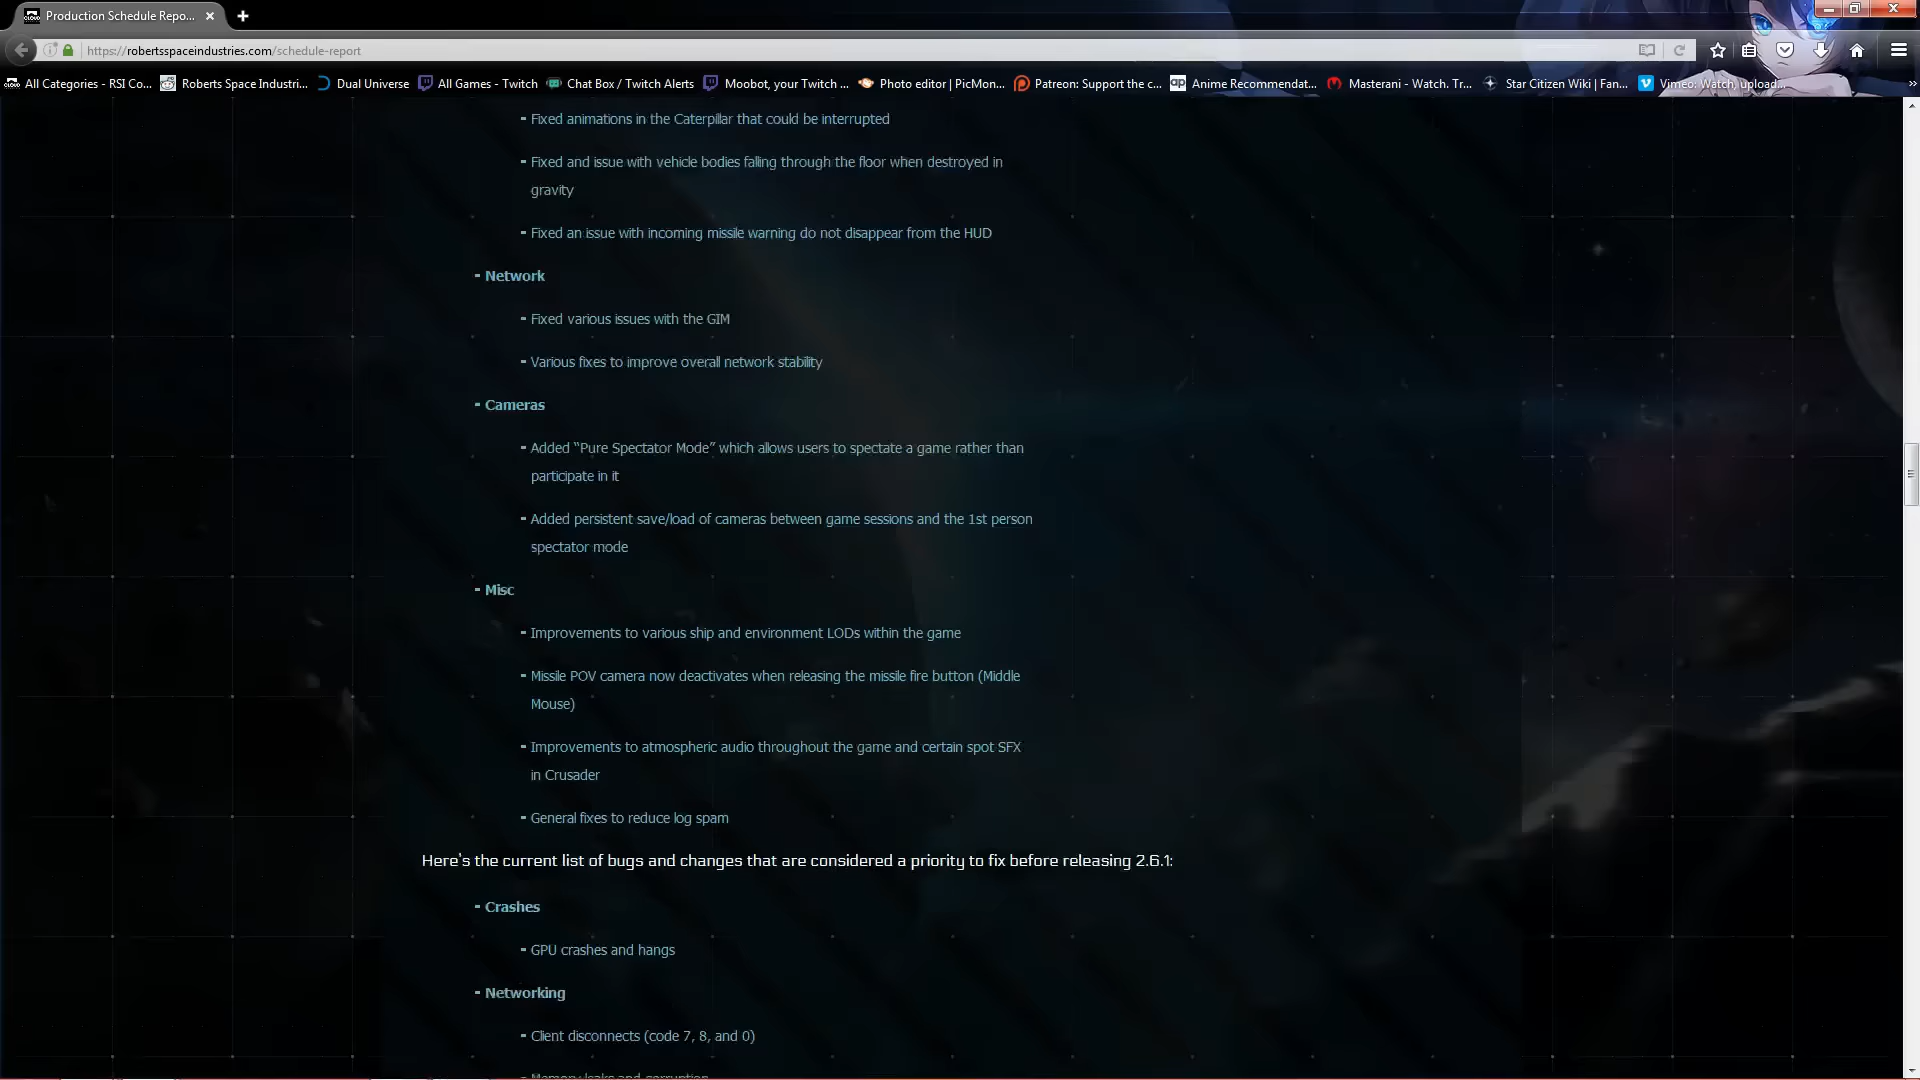 Production Schedule Repo...
https://robertsspaceindustries.com/schedule-report
All Categories - RSI Co...
Roberts Space Industri...
Dual Universe
All Games - Twitch
Chat Box / Twitch Alerts
Moobot, your Twitch ...
Photo editor | PicMon...
Patreon: Support the c...
Anime Recommendat...
Masterani - Watch. Tr...
Star Citizen Wiki | Fan...
Vimeo: Watch, upload...
- Fixed animations in the Caterpillar that could be interrupted
- Fixed and issue with vehicle bodies falling through the floor when destroyed in
gravity
- Fixed an issue with incoming missile warning do not disappear from the HUD
- Network
- Fixed various issues with the GIM
- Various fixes to improve overall network stability
- Cameras
- Added “Pure Spectator Mode” which allows users to spectate a game rather than
participate in it
- Added persistent save/load of cameras between game sessions and the 1st person
spectator mode
- Misc
- Improvements to various ship and environment LODs within the game
- Missile POV camera now deactivates when releasing the missile fire button (Middle
Mouse)
- Improvements to atmospheric audio throughout the game and certain spot SFX
in Crusader
- General fixes to reduce log spam
Here’s the current list of bugs and changes that are considered a priority to fix before releasing 2.6.1:
- Crashes
- GPU crashes and hangs
- Networking
- Client disconnects (code 7, 8, and 0)
- Memory leaks and corruption